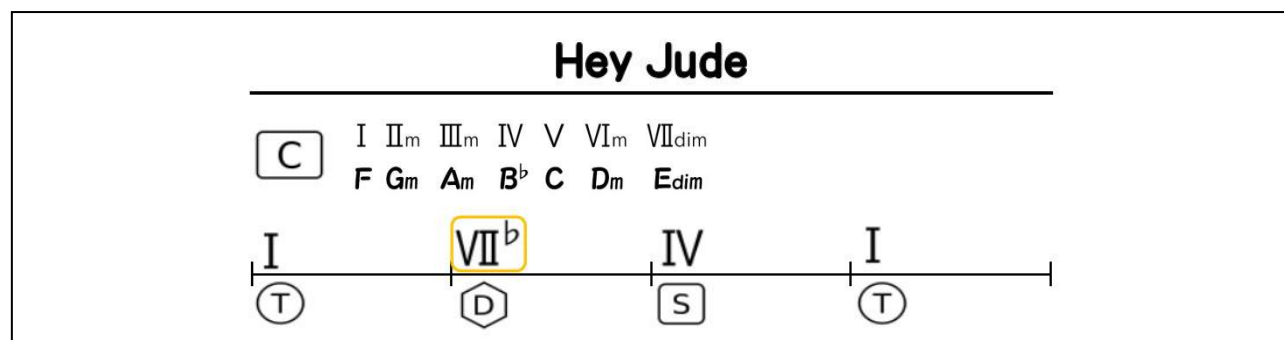 Hey Jude
Ⅰ Ⅱm Ⅲm Ⅳ Ⅴ Ⅵm Ⅶdim
C
F Gm Am B♭ C Dm Edim
Ⅰ Ⅶ♭ Ⅳ Ⅰ
T D S T